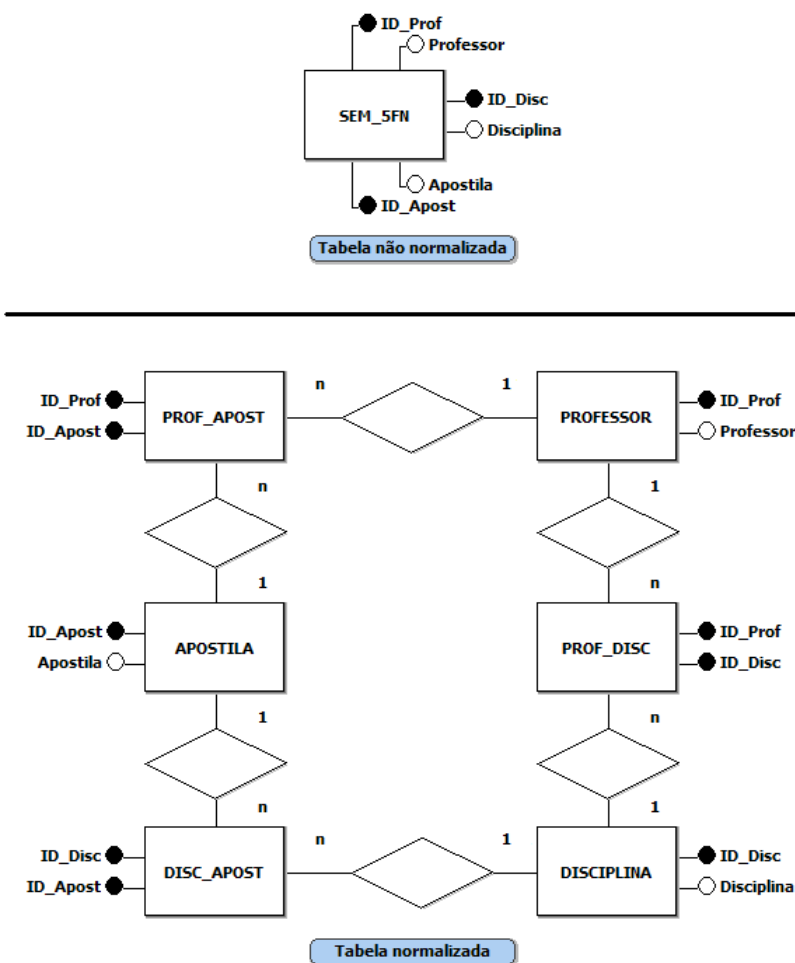 ID_Prof
Professor
SEM_5FN
ID_Disc
Disciplina
Apostila
ID_Apost
Tabela não normalizada
ID_Prof
ID_Apost
PROF_APOST
n
1
PROFESSOR
ID_Prof
Professor
n
1
1
n
ID_Apost
Apostila
APOSTILA
PROF_DISC
ID_Prof
ID_Disc
1
n
n
1
ID_Disc
ID_Apost
DISC_APOST
n
1
DISCIPLINA
ID_Disc
Disciplina
Tabela normalizada